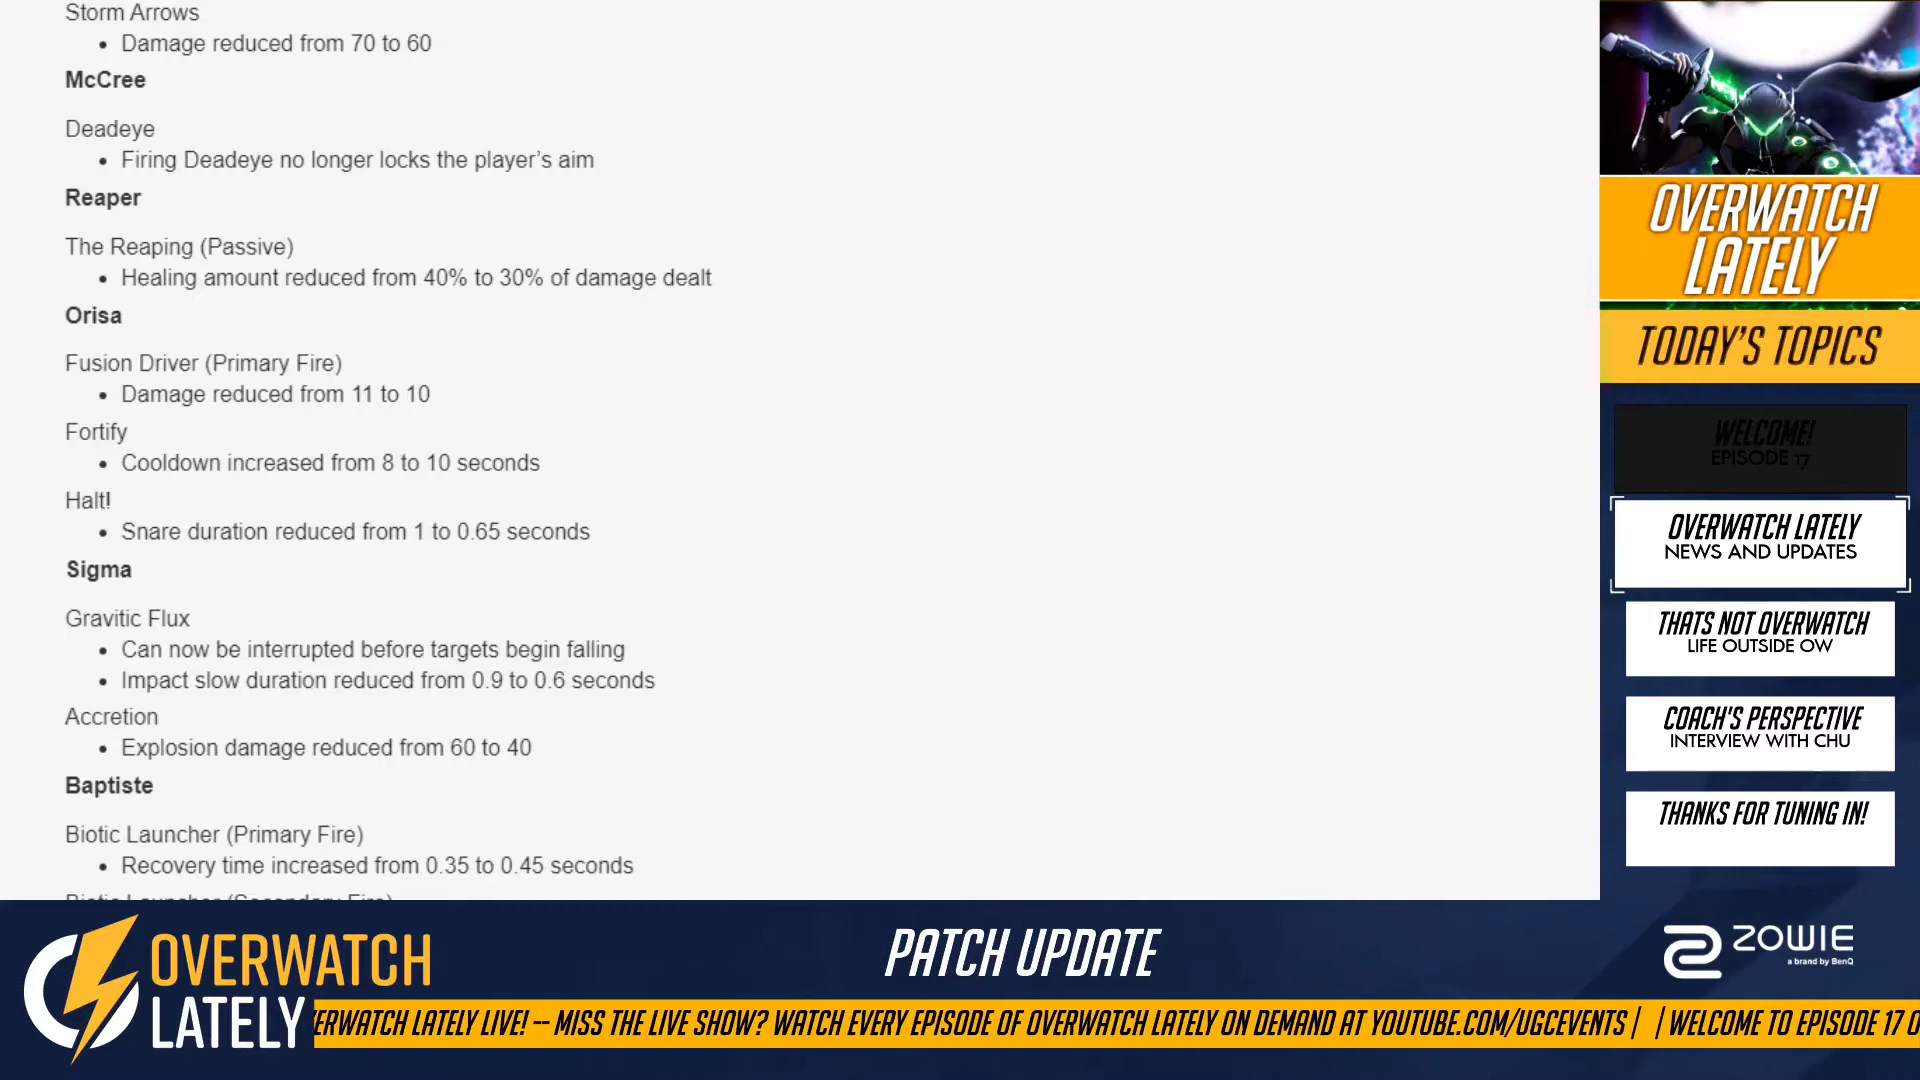 Storm Arrows
• Damage reduced from 70 to 60
McCree
Deadeye
• Firing Deadeye no longer locks the player’s aim
Reaper
The Reaping (Passive)
• Healing amount reduced from 40% to 30% of damage dealt
Orisa
Fusion Driver (Primary Fire)
• Damage reduced from 11 to 10
Fortify
• Cooldown increased from 8 to 10 seconds
Halt!
• Snare duration reduced from 1 to 0.65 seconds
Sigma
Gravitic Flux
• Can now be interrupted before targets begin falling
• Impact slow duration reduced from 0.9 to 0.6 seconds
Accretion
• Explosion damage reduced from 60 to 40
Baptiste
Biotic Launcher (Primary Fire)
• Recovery time increased from 0.35 to 0.45 seconds
Biotic Launcher (Secondary Fire)
OVERWATCH
LATELY
TODAY'S TOPICS
WELCOME!
EPISODE 17
OVERWATCH LATELY
NEWS AND UPDATES
THATS NOT OVERWATCH
LIFE OUTSIDE OW
COACH'S PERSPECTIVE
INTERVIEW WITH CHU
THANKS FOR TUNING IN!
OVERWATCH
LATELY
PATCH UPDATE
ZOWIE
a brand by BenQ
ERWATCH LATELY LIVE! -- MISS THE LIVE SHOW? WATCH EVERY EPISODE OF OVERWATCH LATELY ON DEMAND AT YOUTUBE.COM/UGCEVENTS | | WELCOME TO EPISODE 17 O